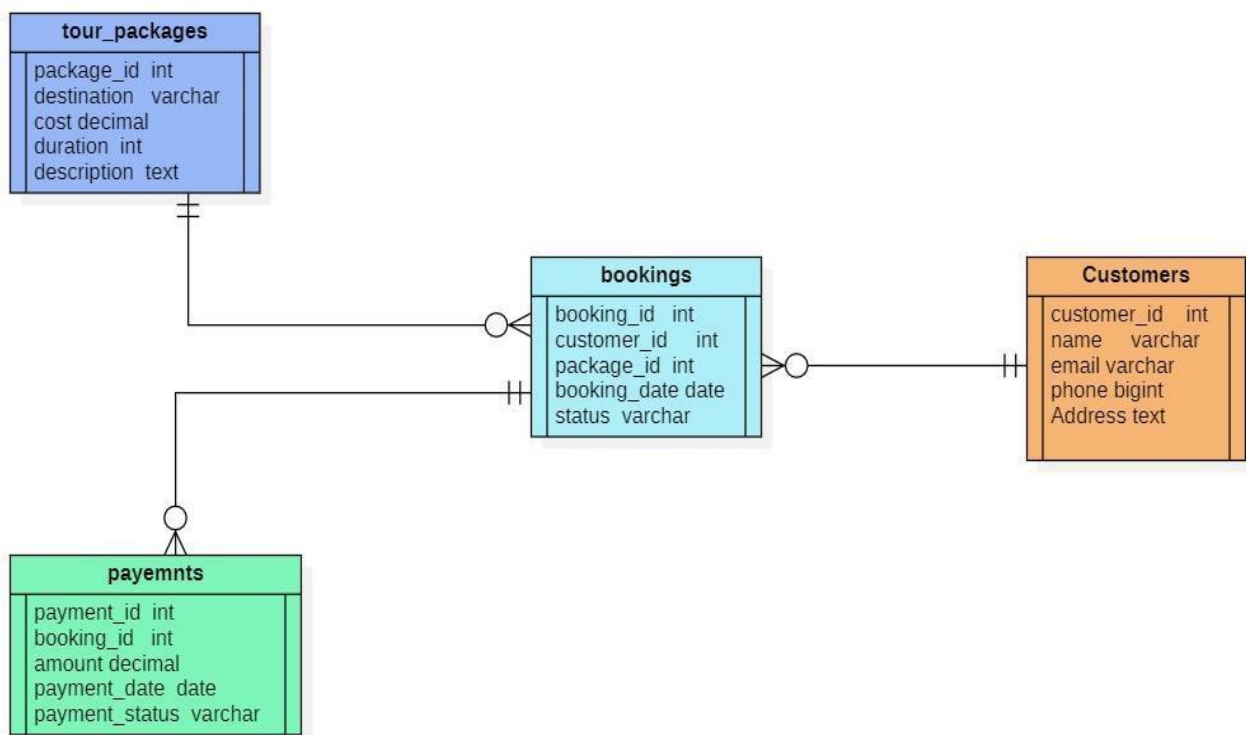 tour_packages
package_id int
destination varchar
cost decimal
duration int
description text
bookings
booking_id int
customer_id int
package_id int
booking_date date
status varchar
Customers
customer_id int
name varchar
email varchar
phone bigint
Address text
payemnts
payment_id int
booking_id int
amount decimal
payment_date date
payment_status varchar